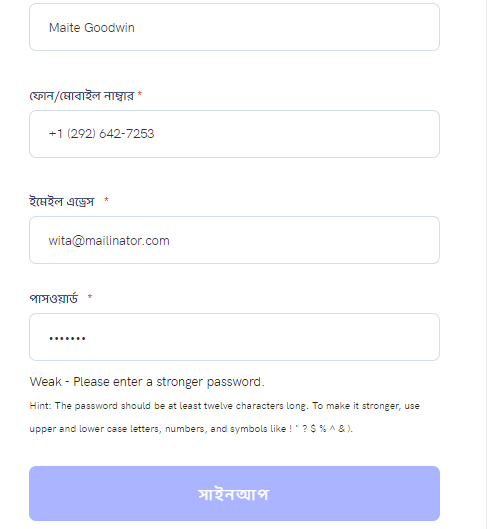 Maite Goodwin
ফোন/মোবাইল নাম্বার *
+1 (292) 642-7253
ইমেইল এড্রেস *
wita@mailinator.com
পাসওয়ার্ড *
•••••••
Weak - Please enter a stronger password.
Hint: The password should be at least twelve characters long. To make it stronger, use
upper and lower case letters, numbers, and symbols like ! " ? $ % ^ & ).
সাইনআপ